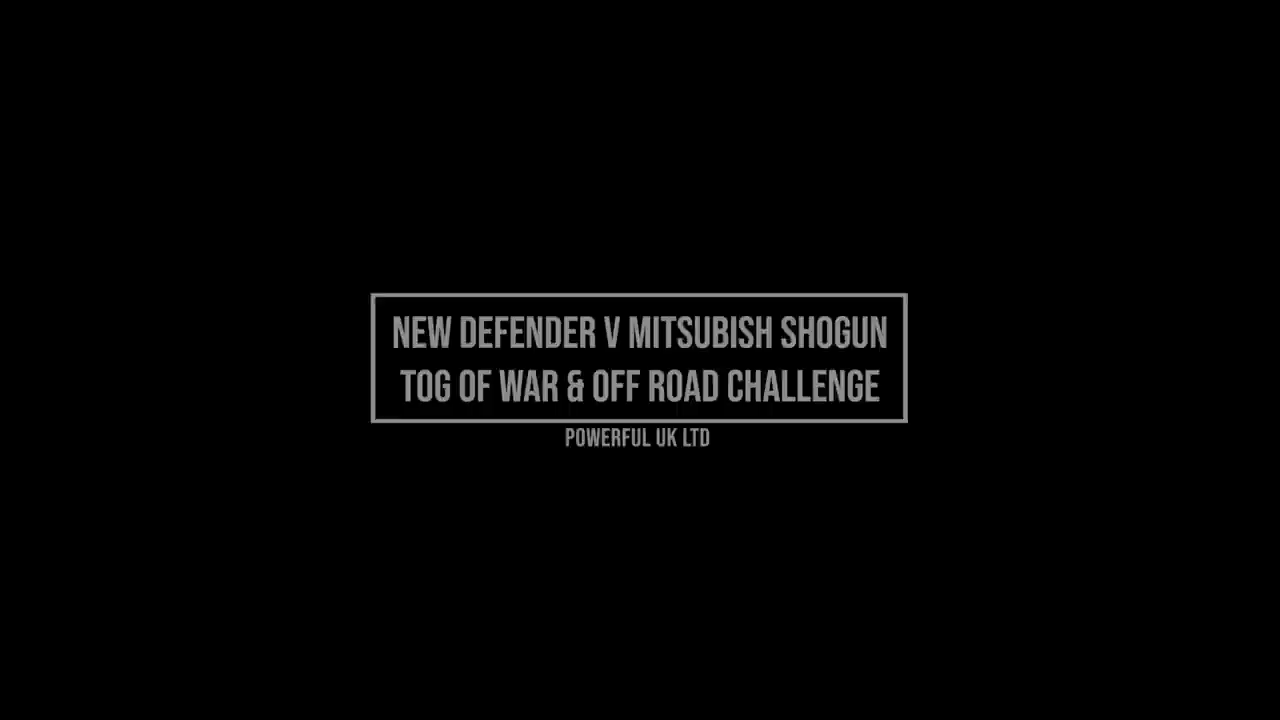 NEW DEFENDER V MITSUBISH SHOGUN
TOG OF WAR & OFF ROAD CHALLENGE
POWERFUL UK LTD